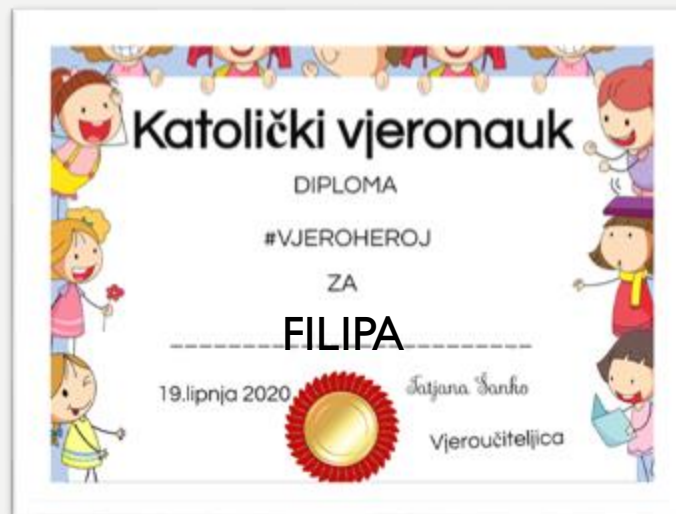 Katolički vjeronauk
DIPLOMA
#VJEROHEROJ
ZA
FILIPA
19.lipnja 2020
Tatjana Šanko
Vjeroučiteljica